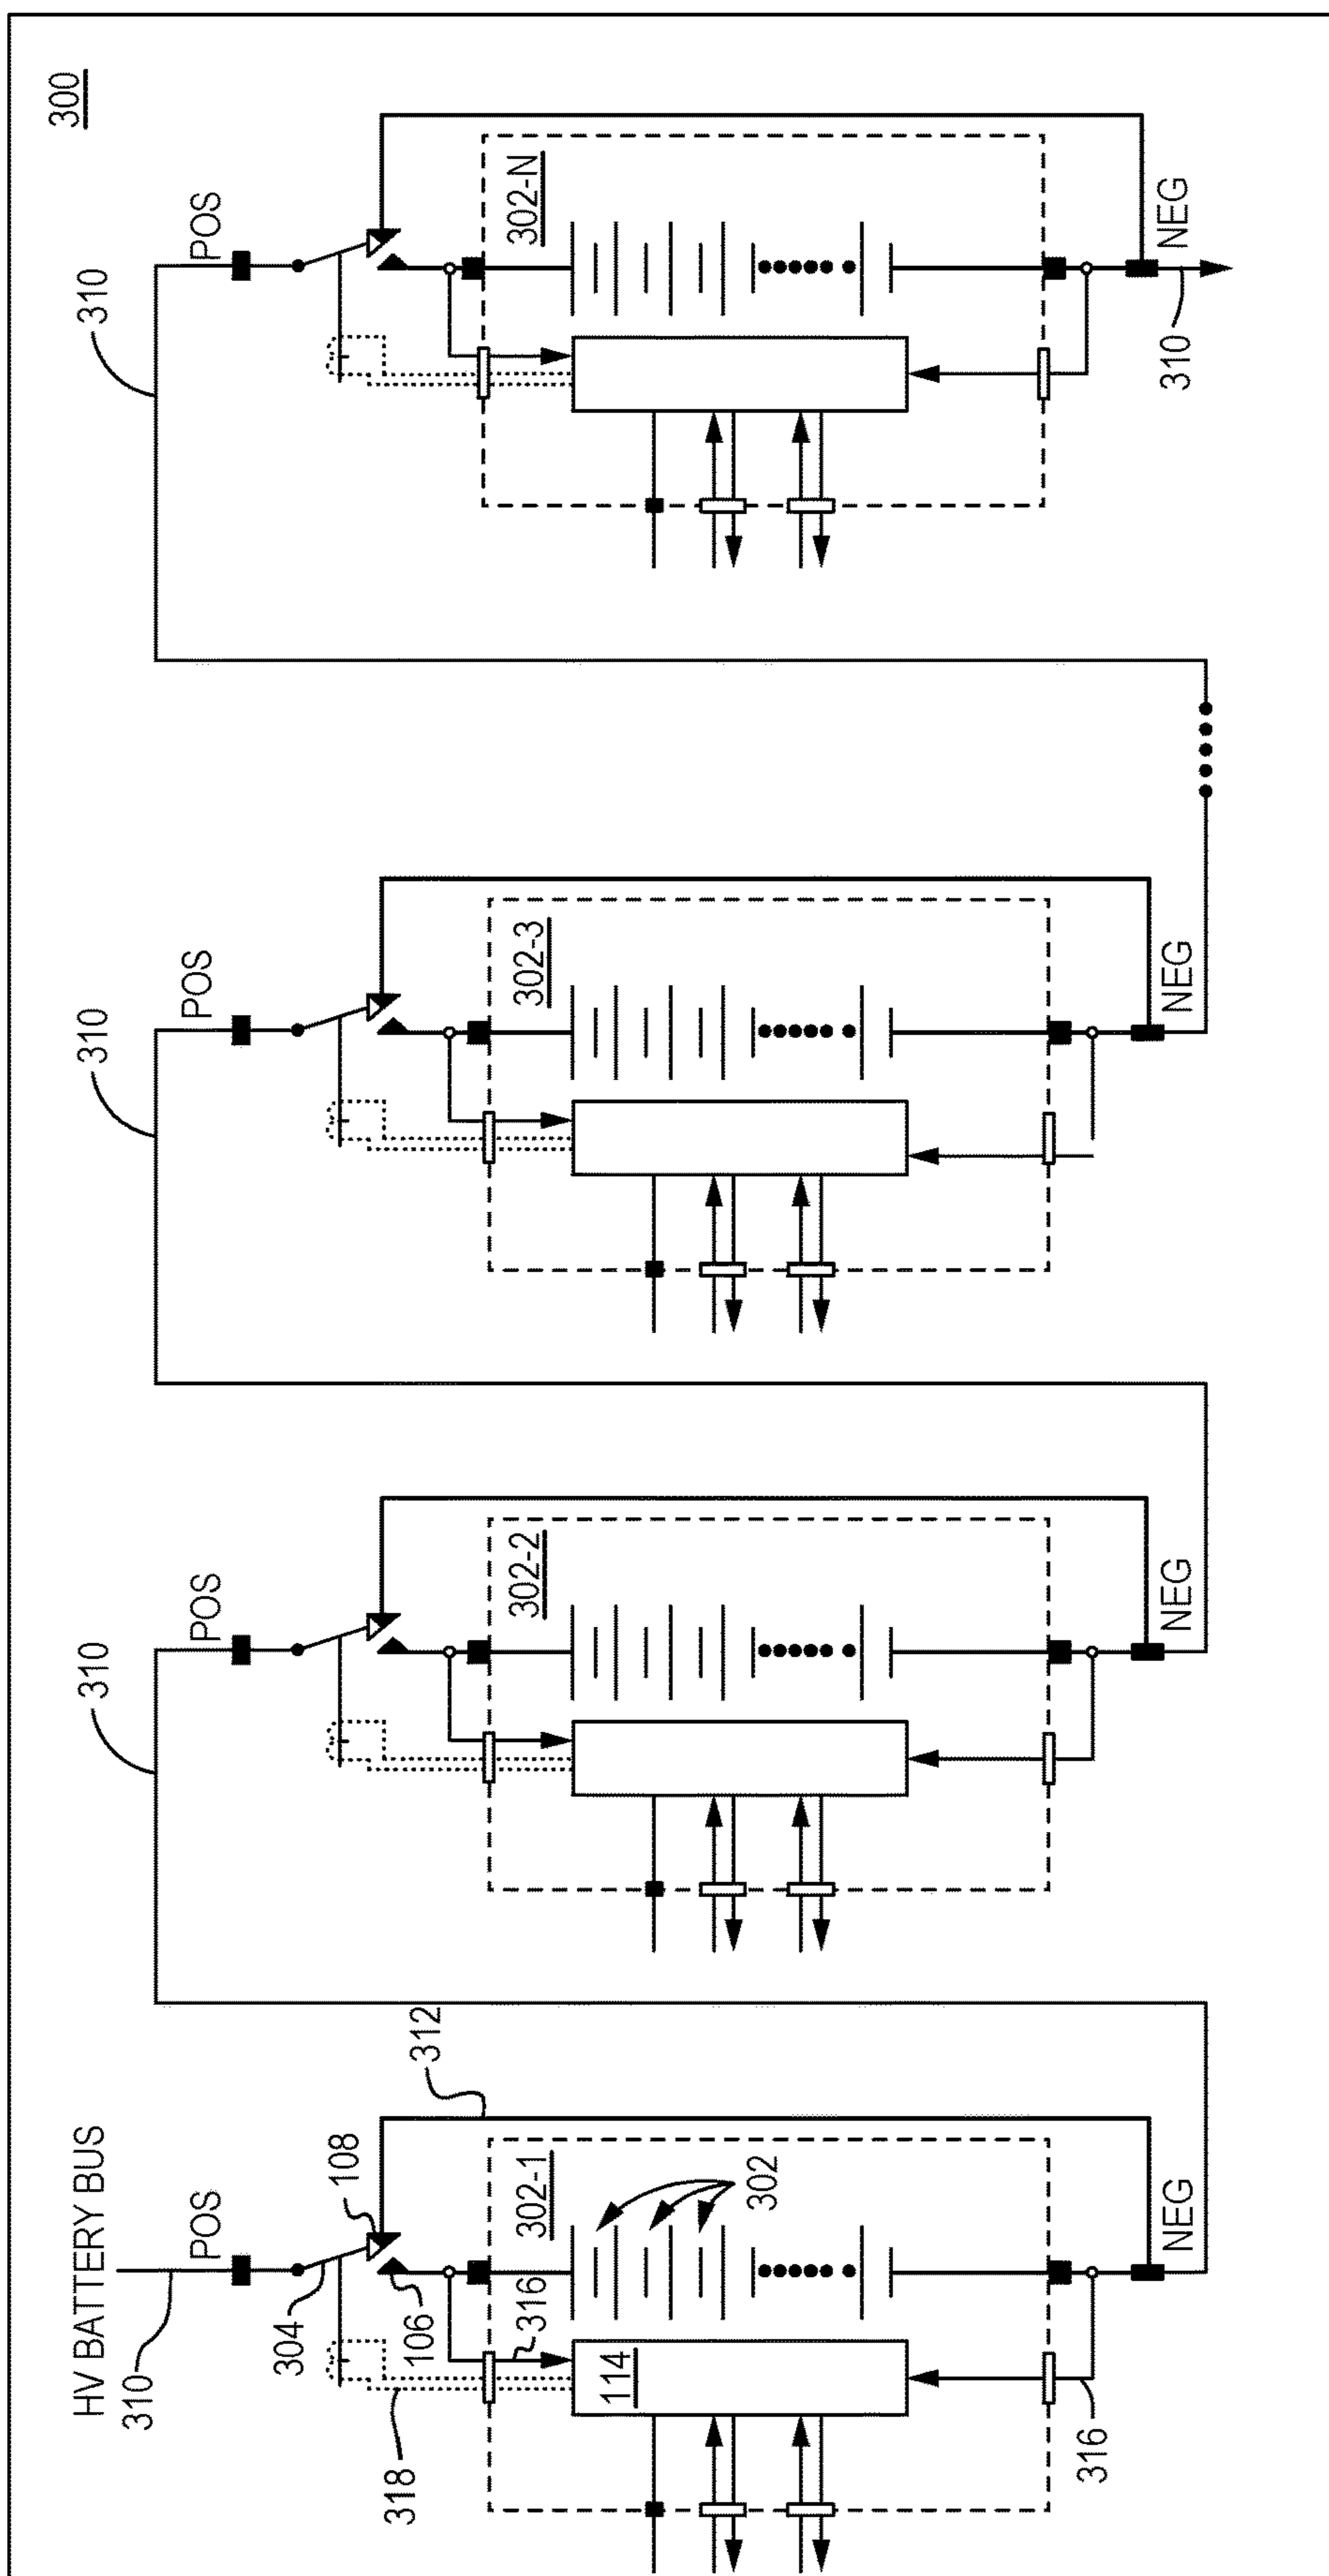 300
HV BATTERY BUS
310
POS
304
108
106
318
316
312
302-1
302
114
316
NEG
310
POS
302-2
NEG
310
POS
302-3
NEG
310
POS
302-N
NEG
310